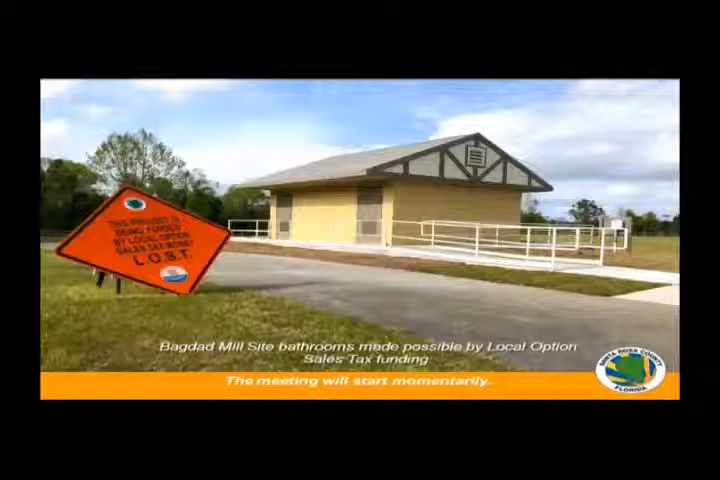 THIS PROJECT IS
BEING FUNDED
BY LOCAL OPTION
SALES TAX MONEY
L.O.S.T.
Bagdad Mill Site bathrooms made possible by Local Option
Sales Tax funding
The meeting will start momentarily.
SANTA ROSA COUNTY
FLORIDA